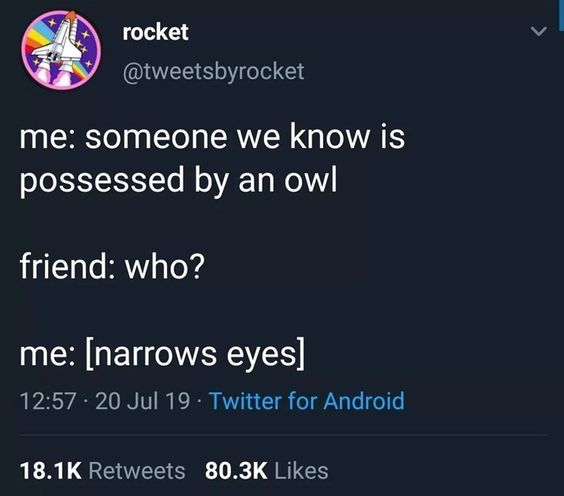 rocket
@tweetsbyrocket
me: someone we know is
possessed by an owl
friend: who?
me: [narrows eyes]
12:57 · 20 Jul 19 · Twitter for Android
18.1K Retweets 80.3K Likes